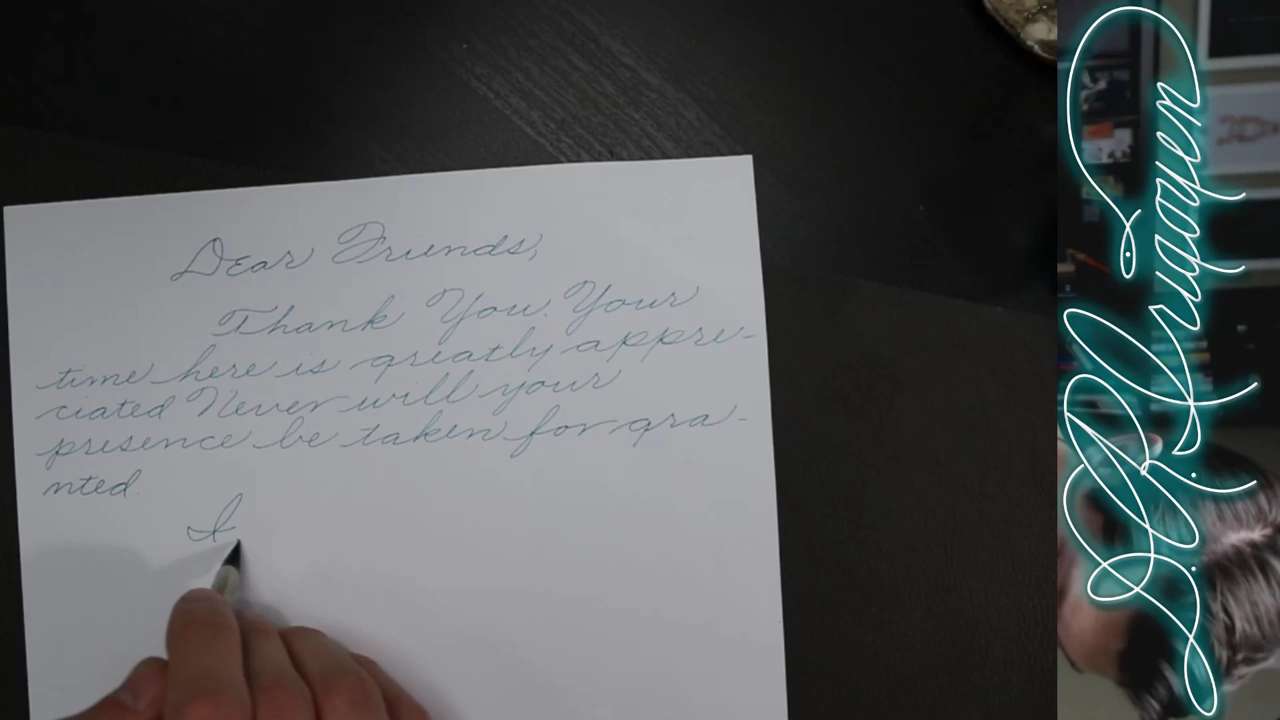 Dear Friends,
Thank You. Your
time here is greatly appre-
ciated Never will your
presence be taken for gra-
nted.
I